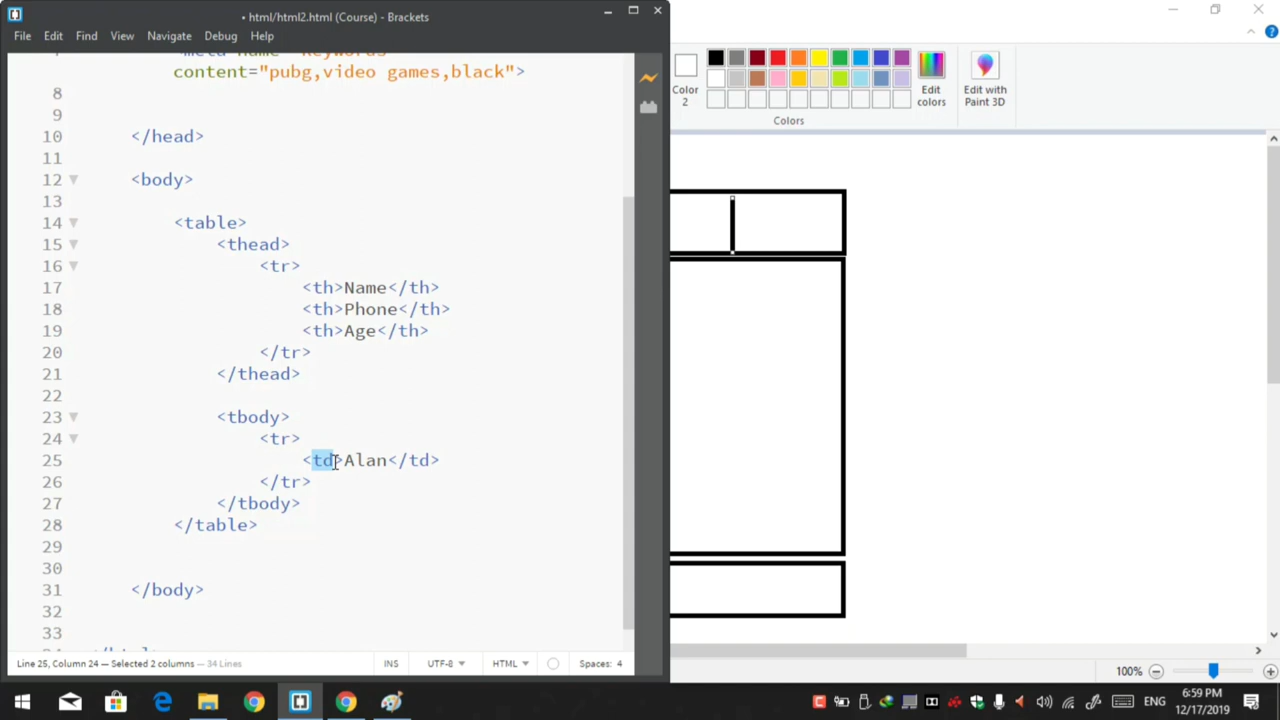 • html/html2.html (Course) - Brackets
File Edit Find View Navigate Debug Help
content="pubg,video games,black">
8
9
10 </head>
11
12 <body>
13
14 <table>
15 <thead>
16 <tr>
17 <th>Name</th>
18 <th>Phone</th>
19 <th>Age</th>
20 </tr>
21 </thead>
22
23 <tbody>
24 <tr>
25 <td>Alan</td>
26 </tr>
27 </tbody>
28 </table>
29
30
31 </body>
32
33
Line 25, Column 24 — Selected 2 columns — 34 Lines INS UTF-8 HTML Spaces: 4
Color
2
Edit
colors
Edit with
Paint 3D
Colors
100%
ENG
6:59 PM
12/17/2019